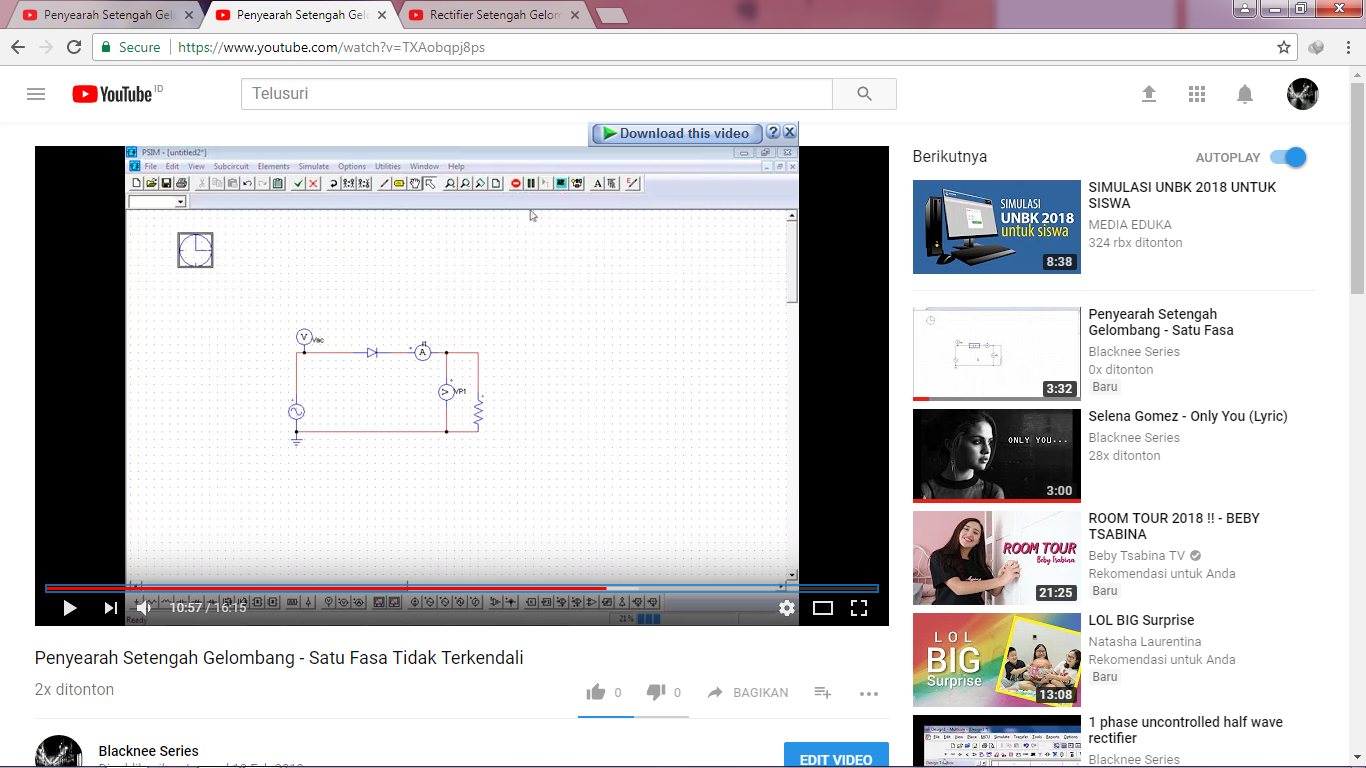 Penyearah Setengah Gel
Penyearah Setengah Gel
Rectifier Setengah Gelom
Secure
https://www.youtube.com/watch?v=TXAobqpj8ps
YouTube ID
Telusuri
Download this video ? X
PSIM - [untitled2*]
File Edit View Subcircuit Elements Simulate Options Utilities Window Help
V Vac
I1
A
V VP1
10:57 / 16:15
Ready 21%
Penyearah Setengah Gelombang - Satu Fasa Tidak Terkendali
2x ditonton
0 0 BAGIKAN
Blacknee Series
EDIT VIDEO
Berikutnya AUTOPLAY
SIMULASI
UNBK 2018
untuk siswa
8:38
SIMULASI UNBK 2018 UNTUK
SISWA
MEDIA EDUKA
324 rbx ditonton
3:32
Penyearah Setengah
Gelombang - Satu Fasa
Blacknee Series
0x ditonton
Baru
ONLY YOU...
3:00
Selena Gomez - Only You (Lyric)
Blacknee Series
28x ditonton
ROOM TOUR
Beby Tsabina
21:25
ROOM TOUR 2018 !! - BEBY
TSABINA
Beby Tsabina TV
Rekomendasi untuk Anda
Baru
LOL
BIG
Surprise
13:08
LOL BIG Surprise
Natasha Laurentina
Rekomendasi untuk Anda
Baru
1 phase uncontrolled half wave
rectifier
Blacknee Series